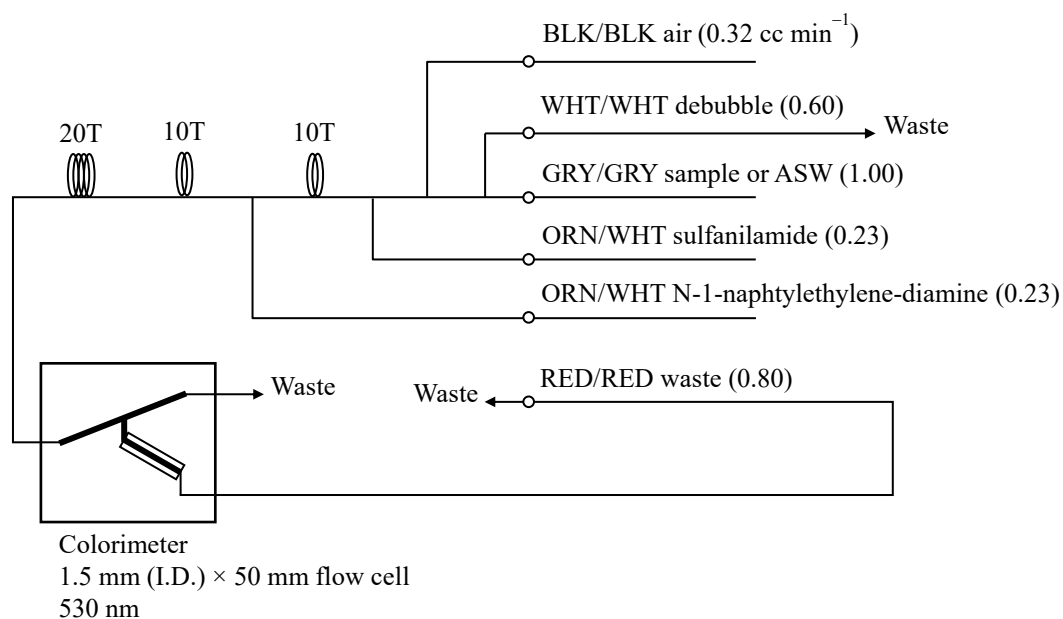 BLK/BLK air (0.32 cc min⁻¹)
WHT/WHT debubble (0.60)
Waste
20T
10T
10T
GRY/GRY sample or ASW (1.00)
ORN/WHT sulfanilamide (0.23)
ORN/WHT N-1-naphtylethylene-diamine (0.23)
RED/RED waste (0.80)
Waste
Waste
Colorimeter
1.5 mm (I.D.) × 50 mm flow cell
530 nm